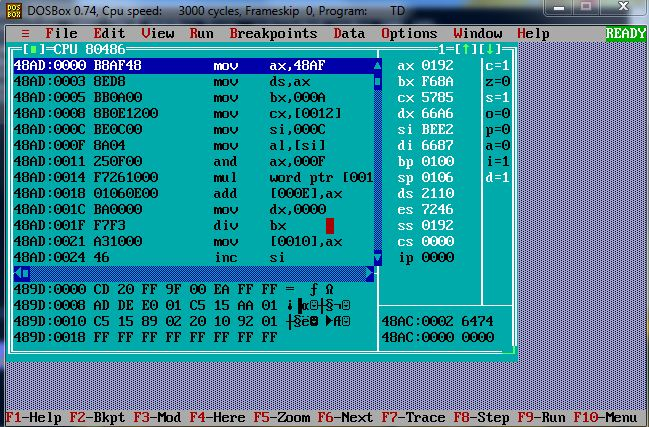 DOSBox 0.74, Cpu speed: 3000 cycles, Frameskip 0, Program: TD
≡ File Edit View Run Breakpoints Data Options Window Help READY
[■]=CPU 80486 1=[↑][↓]
48AD:0000 B8AF48 mov ax,48AF ax 0192 c=1
48AD:0003 8ED8 mov ds,ax bx F68A z=0
48AD:0005 BB0A00 mov bx,000A cx 5785 s=1
48AD:0008 8B0E1200 mov cx,[0012] dx 66A6 o=0
48AD:000C BE0C00 mov si,000C si BEE2 p=0
48AD:000F 8A04 mov al,[si] di 6687 a=0
48AD:0011 250F00 and ax,000F bp 0100 i=1
48AD:0014 F7261000 mul word ptr [001 sp 0106 d=1
48AD:0018 01060E00 add [000E],ax ds 2110
48AD:001C BA0000 mov dx,0000 es 7246
48AD:001F F7F3 div bx ss 0192
48AD:0021 A31000 mov [0010],ax cs 0000
48AD:0024 46 inc si ip 0000
489D:0000 CD 20 FF 9F 00 EA FF FF = ƒ Ω
489D:0008 AD DE E0 01 C5 15 AA 01
489D:0010 C5 15 89 02 20 10 92 01 48AC:0002 6474
489D:0018 FF FF FF FF FF FF FF FF 48AC:0000 0000
F1-Help F2-Bkpt F3-Mod F4-Here F5-Zoom F6-Next F7-Trace F8-Step F9-Run F10-Menu